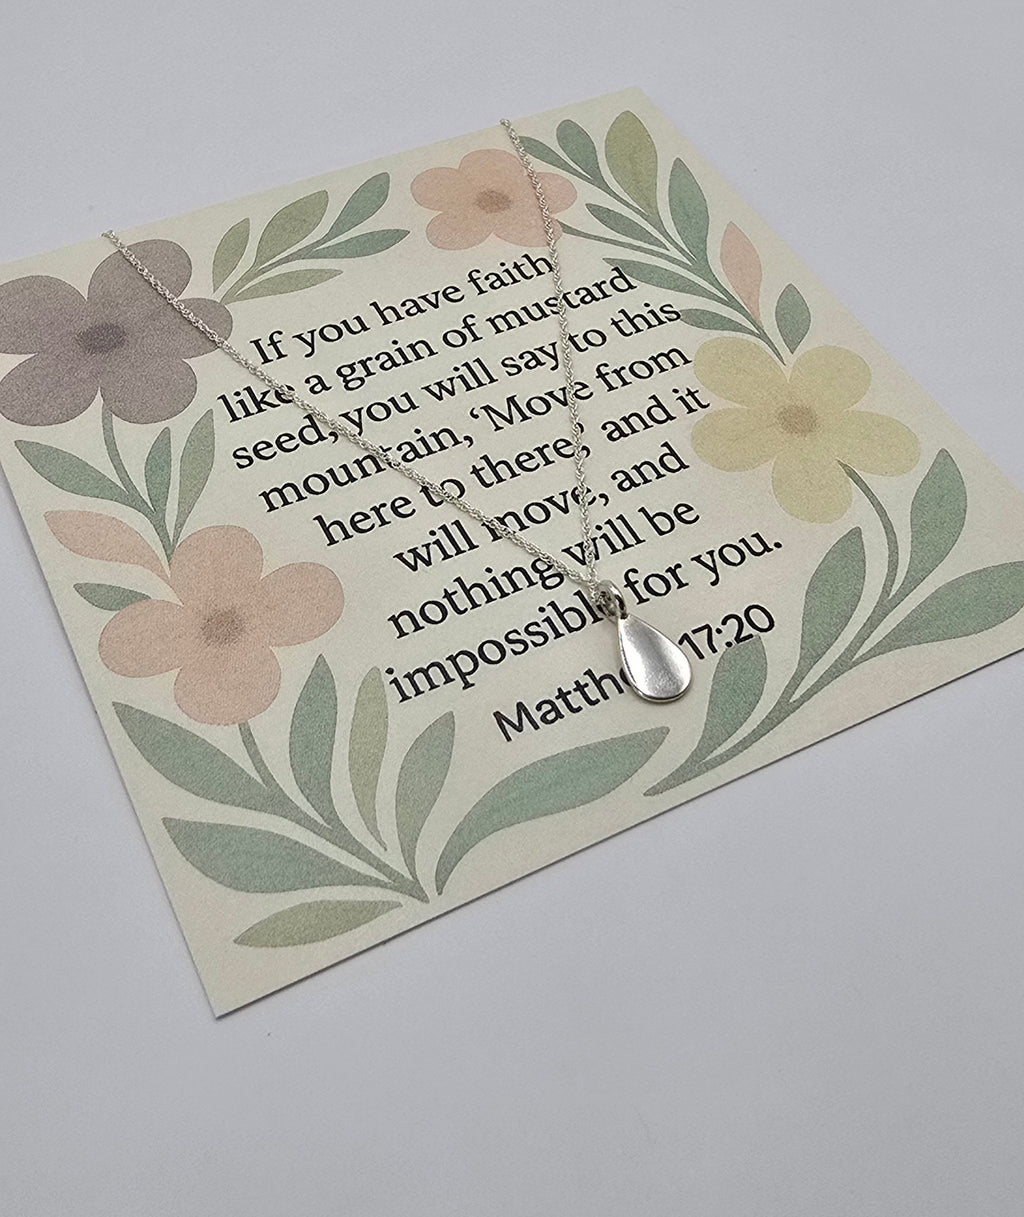 If you have faith
like a grain of mustard
seed, you will say to this
mountain, ‘Move from
here to there,’ and it
will move, and
nothing will be
impossible for you.
Matthew 17:20